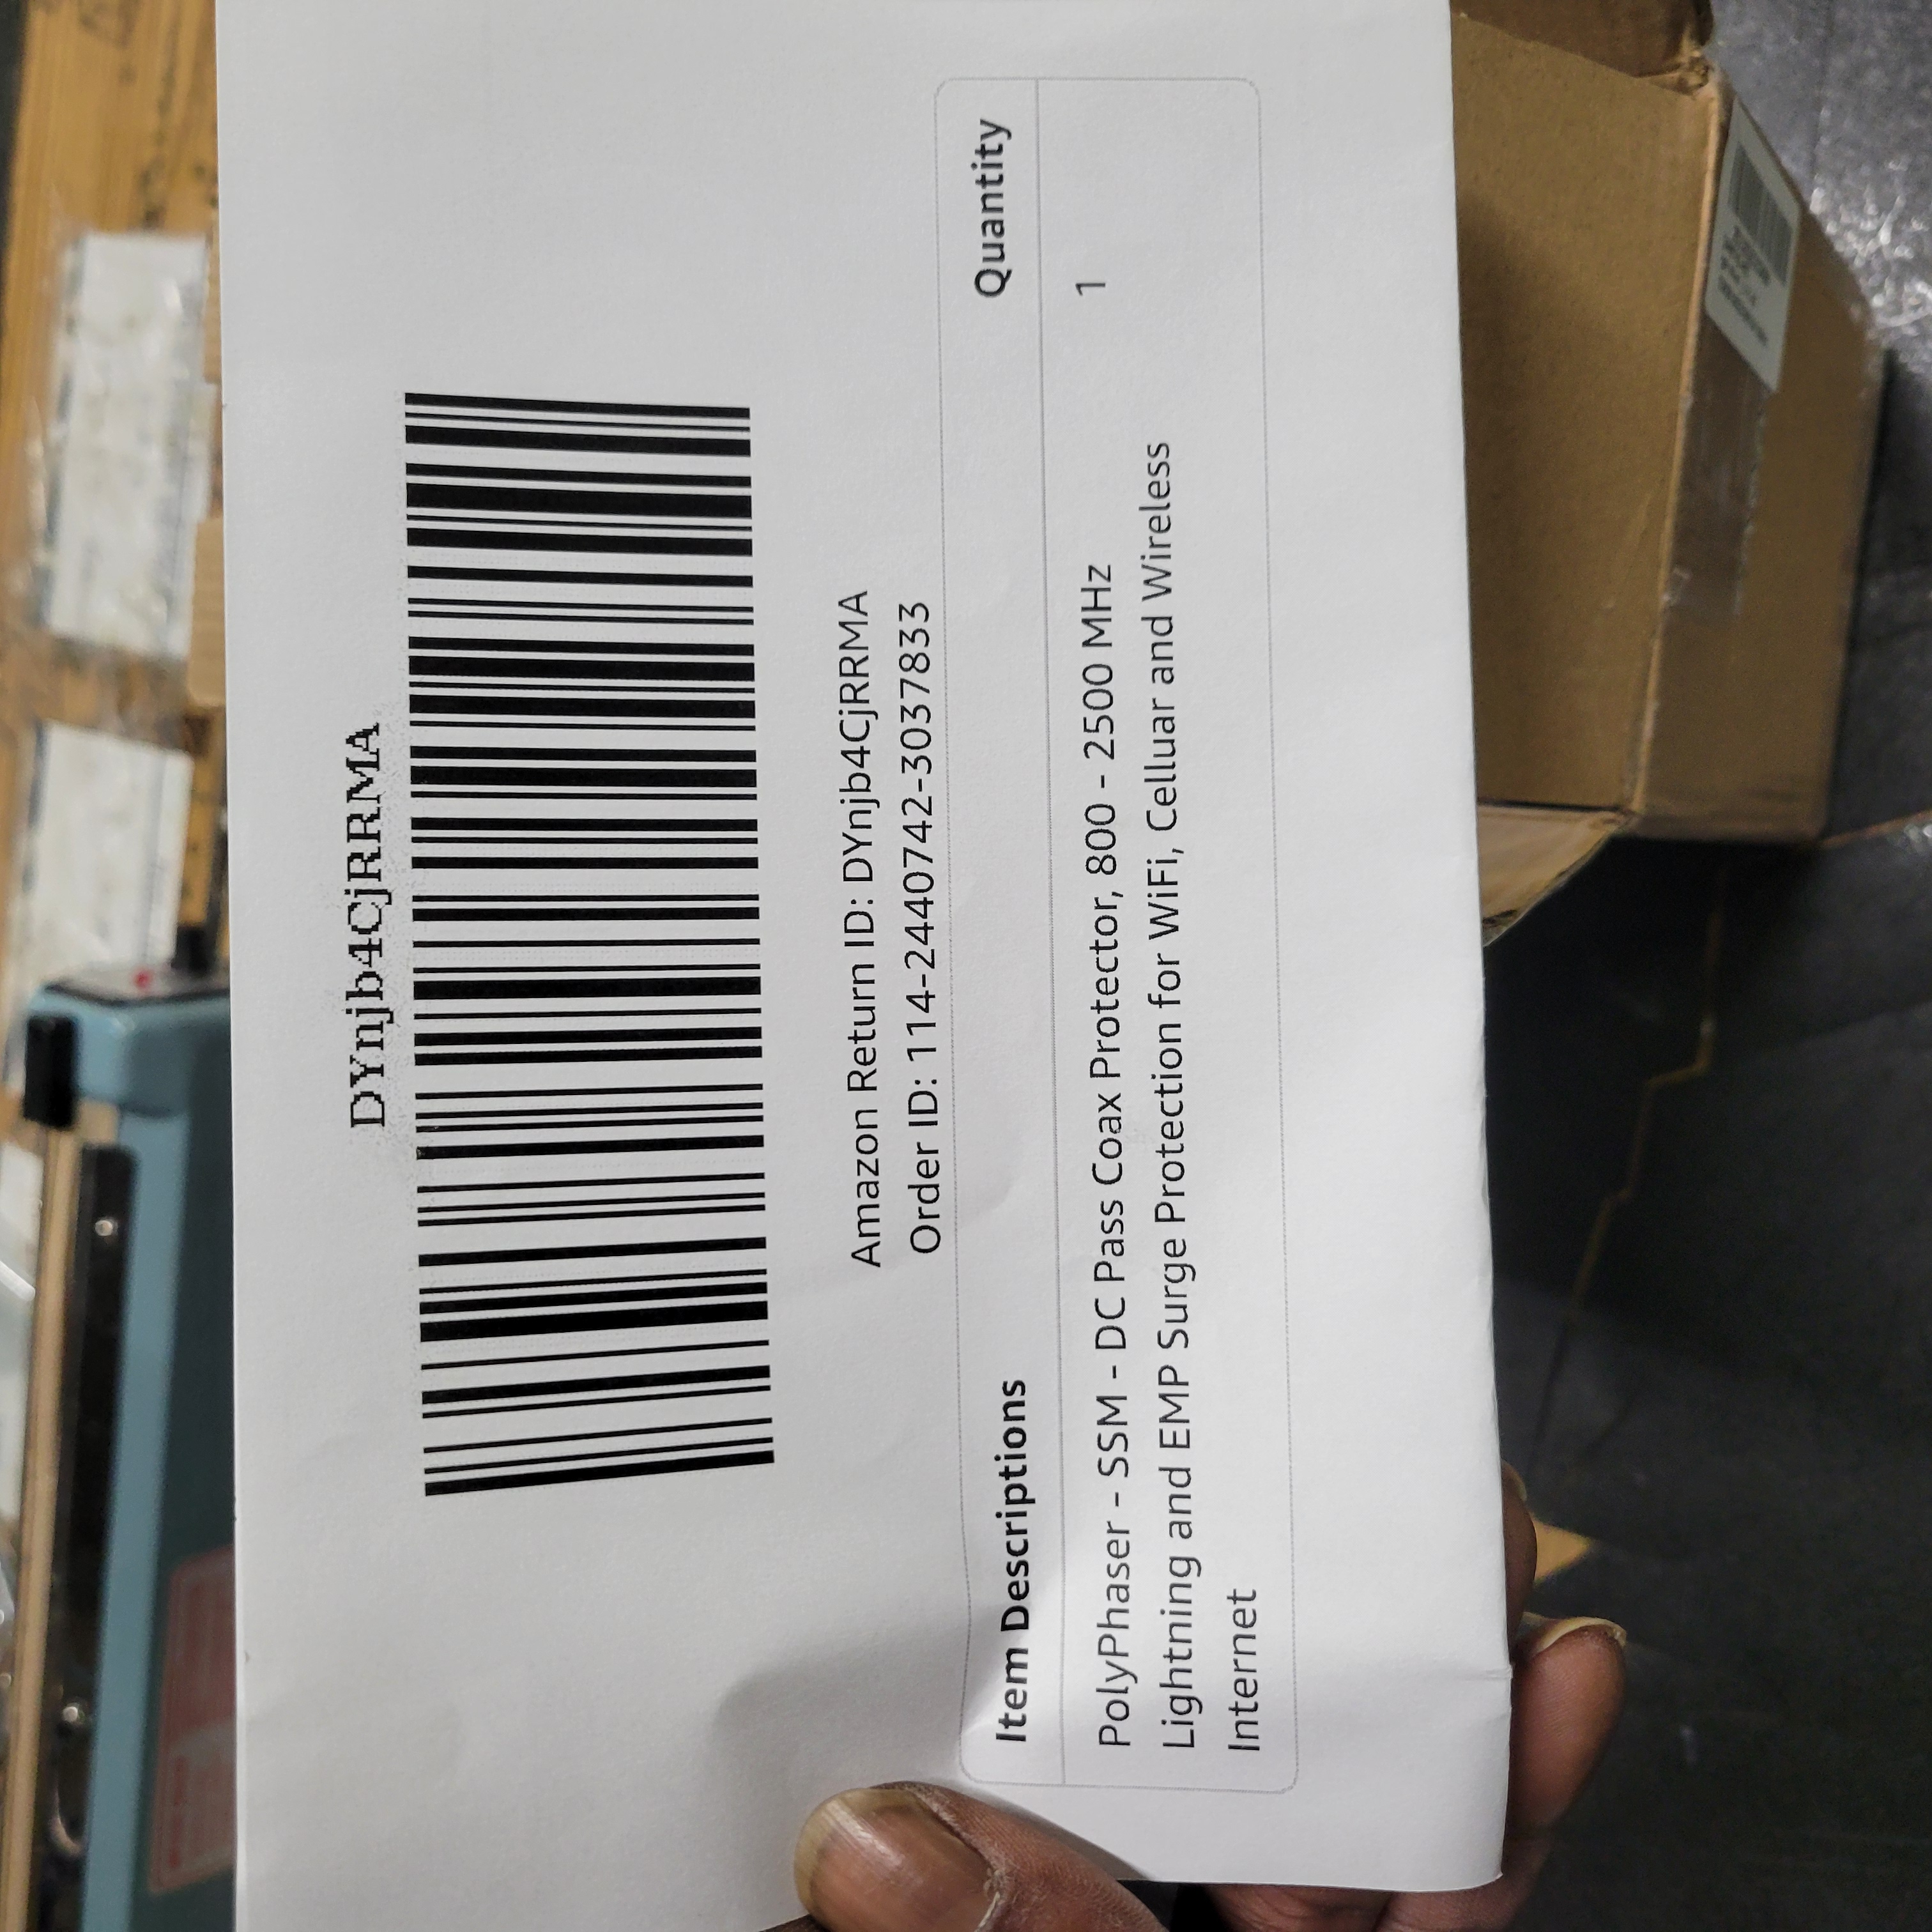 DYnjb4CjRRMA
Amazon Return ID: DYnjb4CjRRMA
Order ID: 114-2440742-3037833
Item Descriptions Quantity
PolyPhaser - SSM - DC Pass Coax Protector, 800 - 2500 MHz 1
Lightning and EMP Surge Protection for WiFi, Celluar and Wireless
Internet